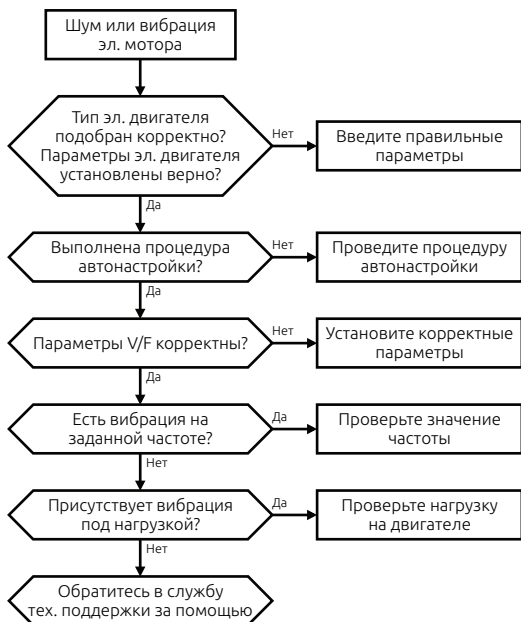 Шум или вибрация
эл. мотора
Тип эл. двигателя
подобран корректно?
Параметры эл. двигателя
установлены верно?
Нет
Введите правильные
параметры
Да
Выполнена процедура
автонастройки?
Нет
Проведите процедуру
автонастройки
Да
Параметры V/F корректны?
Нет
Установите корректные
параметры
Да
Есть вибрация на
заданной частоте?
Да
Проверьте значение
частоты
Нет
Присутствует вибрация
под нагрузкой?
Да
Проверьте нагрузку
на двигателе
Нет
Обратитесь в службу
тех. поддержки за помощью